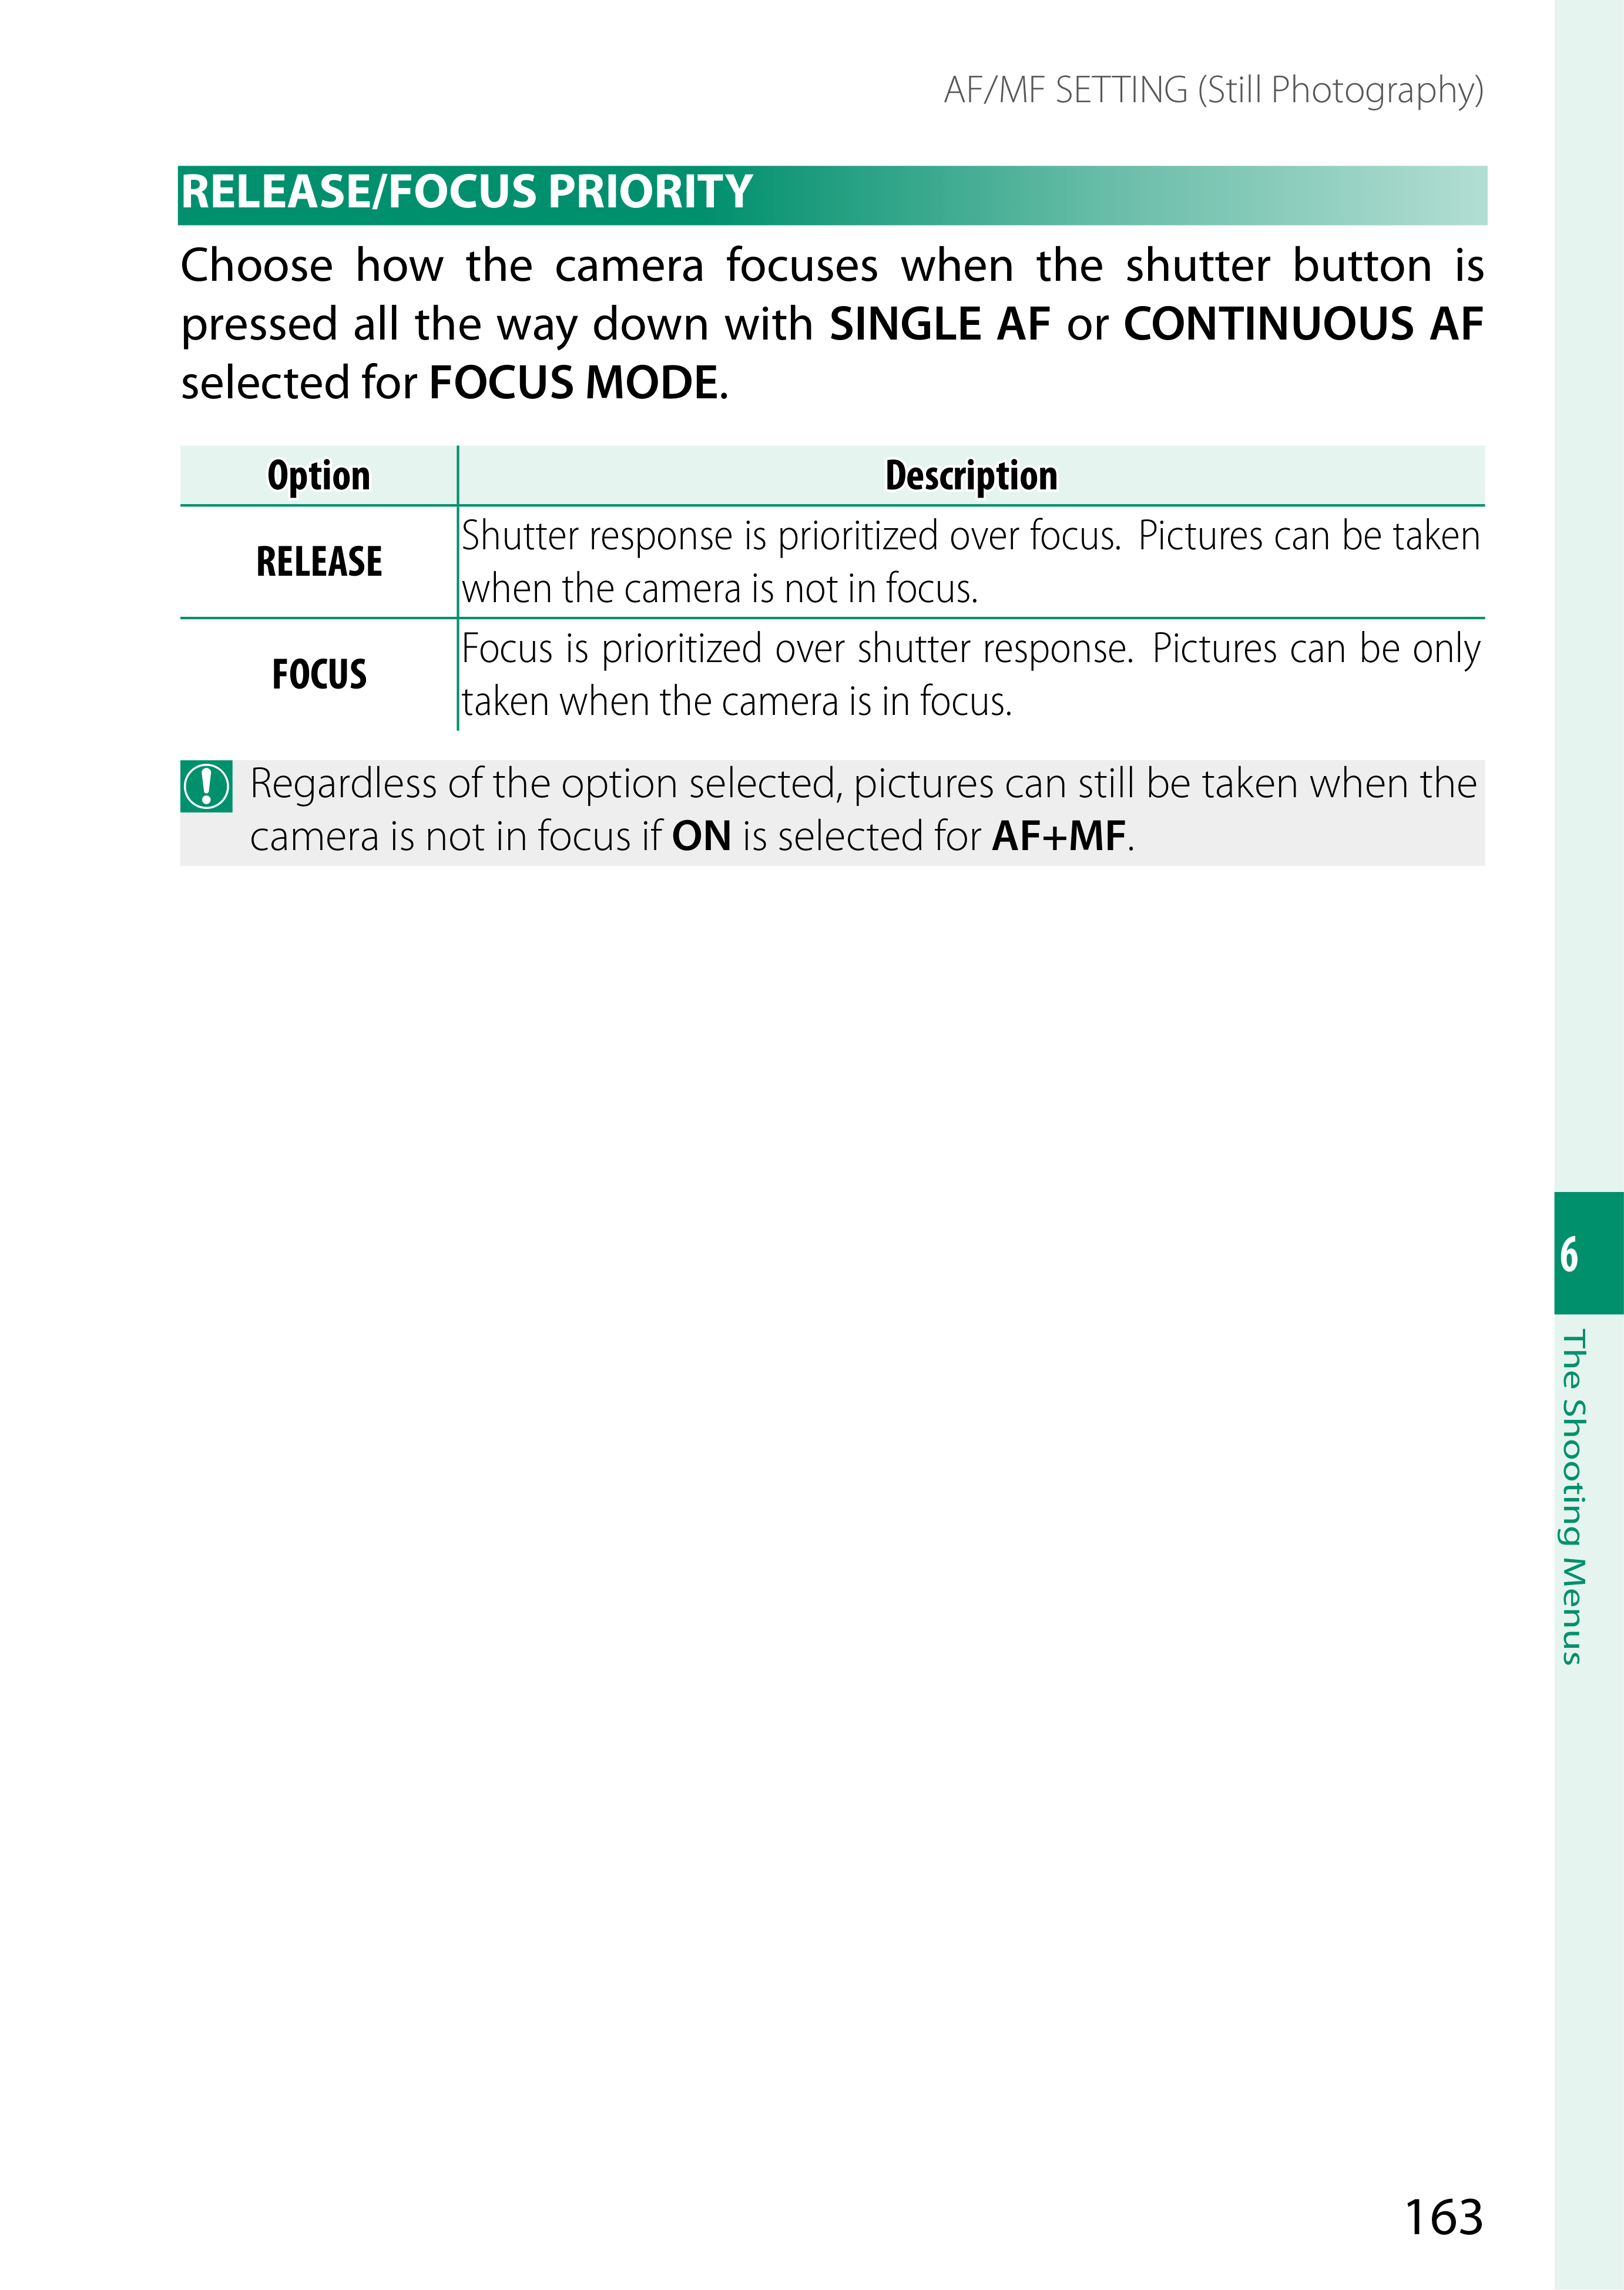 AF/MF SETTING (Still Photography)
RELEASE/FOCUS PRIORITY
Choose how the camera focuses when the shutter button is
pressed all the way down with SINGLE AF or CONTINUOUS AF
selected for FOCUS MODE.
Option Description
RELEASE
Shutter response is prioritized over focus. Pictures can be taken
when the camera is not in focus.
FOCUS
Focus is prioritized over shutter response. Pictures can be only
taken when the camera is in focus.
Regardless of the option selected, pictures can still be taken when the
camera is not in focus if ON is selected for AF+MF.
6
The Shooting Menus
163